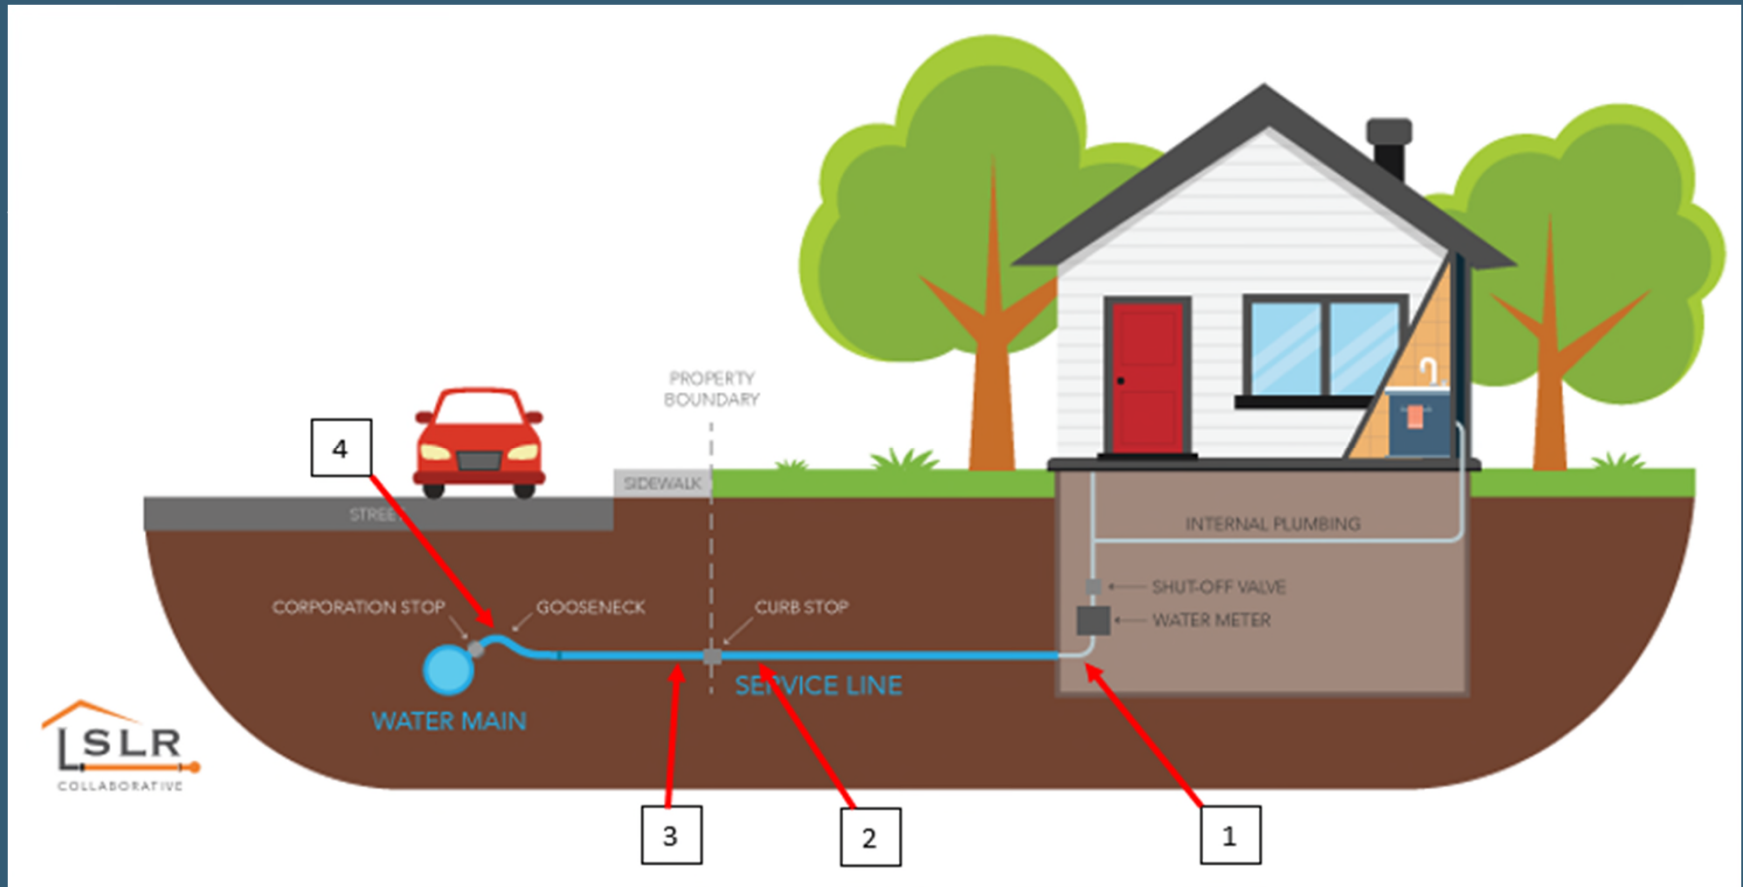 PROPERTY
BOUNDARY
4
SIDEWALK
STREET
INTERNAL PLUMBING
SHUT-OFF VALVE
CORPORATION STOP
GOOSENECK
CURB STOP
WATER METER
SERVICE LINE
WATER MAIN
LSLR
COLLABORATIVE
3
2
1